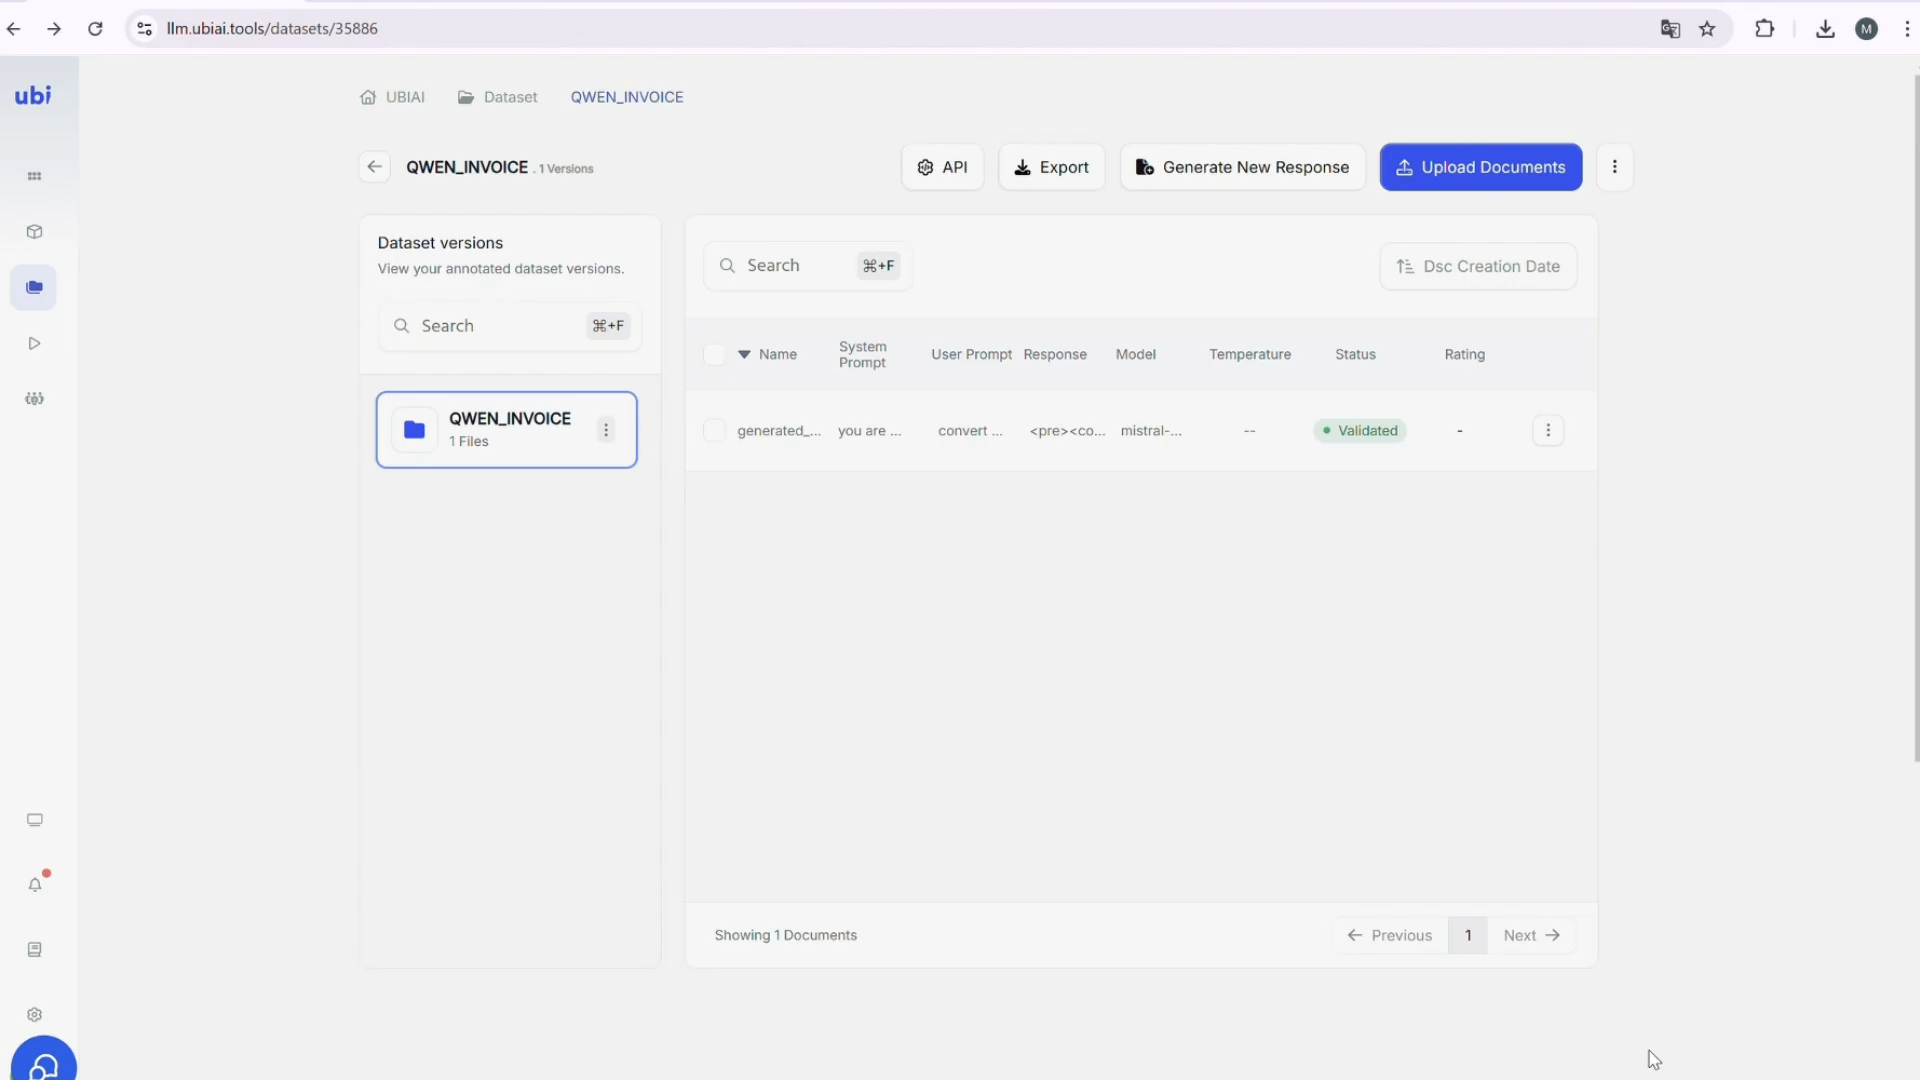 llm.ubiai.tools/datasets/35886
M
ubi
UBIAI
Dataset
QWEN_INVOICE
QWEN_INVOICE . 1 Versions
API
Export
Generate New Response
Upload Documents
Dataset versions
View your annotated dataset versions.
Search
⌘+F
QWEN_INVOICE
1 Files
Search
⌘+F
Dsc Creation Date
Name
System Prompt
User Prompt
Response
Model
Temperature
Status
Rating
generated_...
you are ...
convert ...
<pre><co...
mistral-...
--
Validated
-
Showing 1 Documents
Previous
1
Next